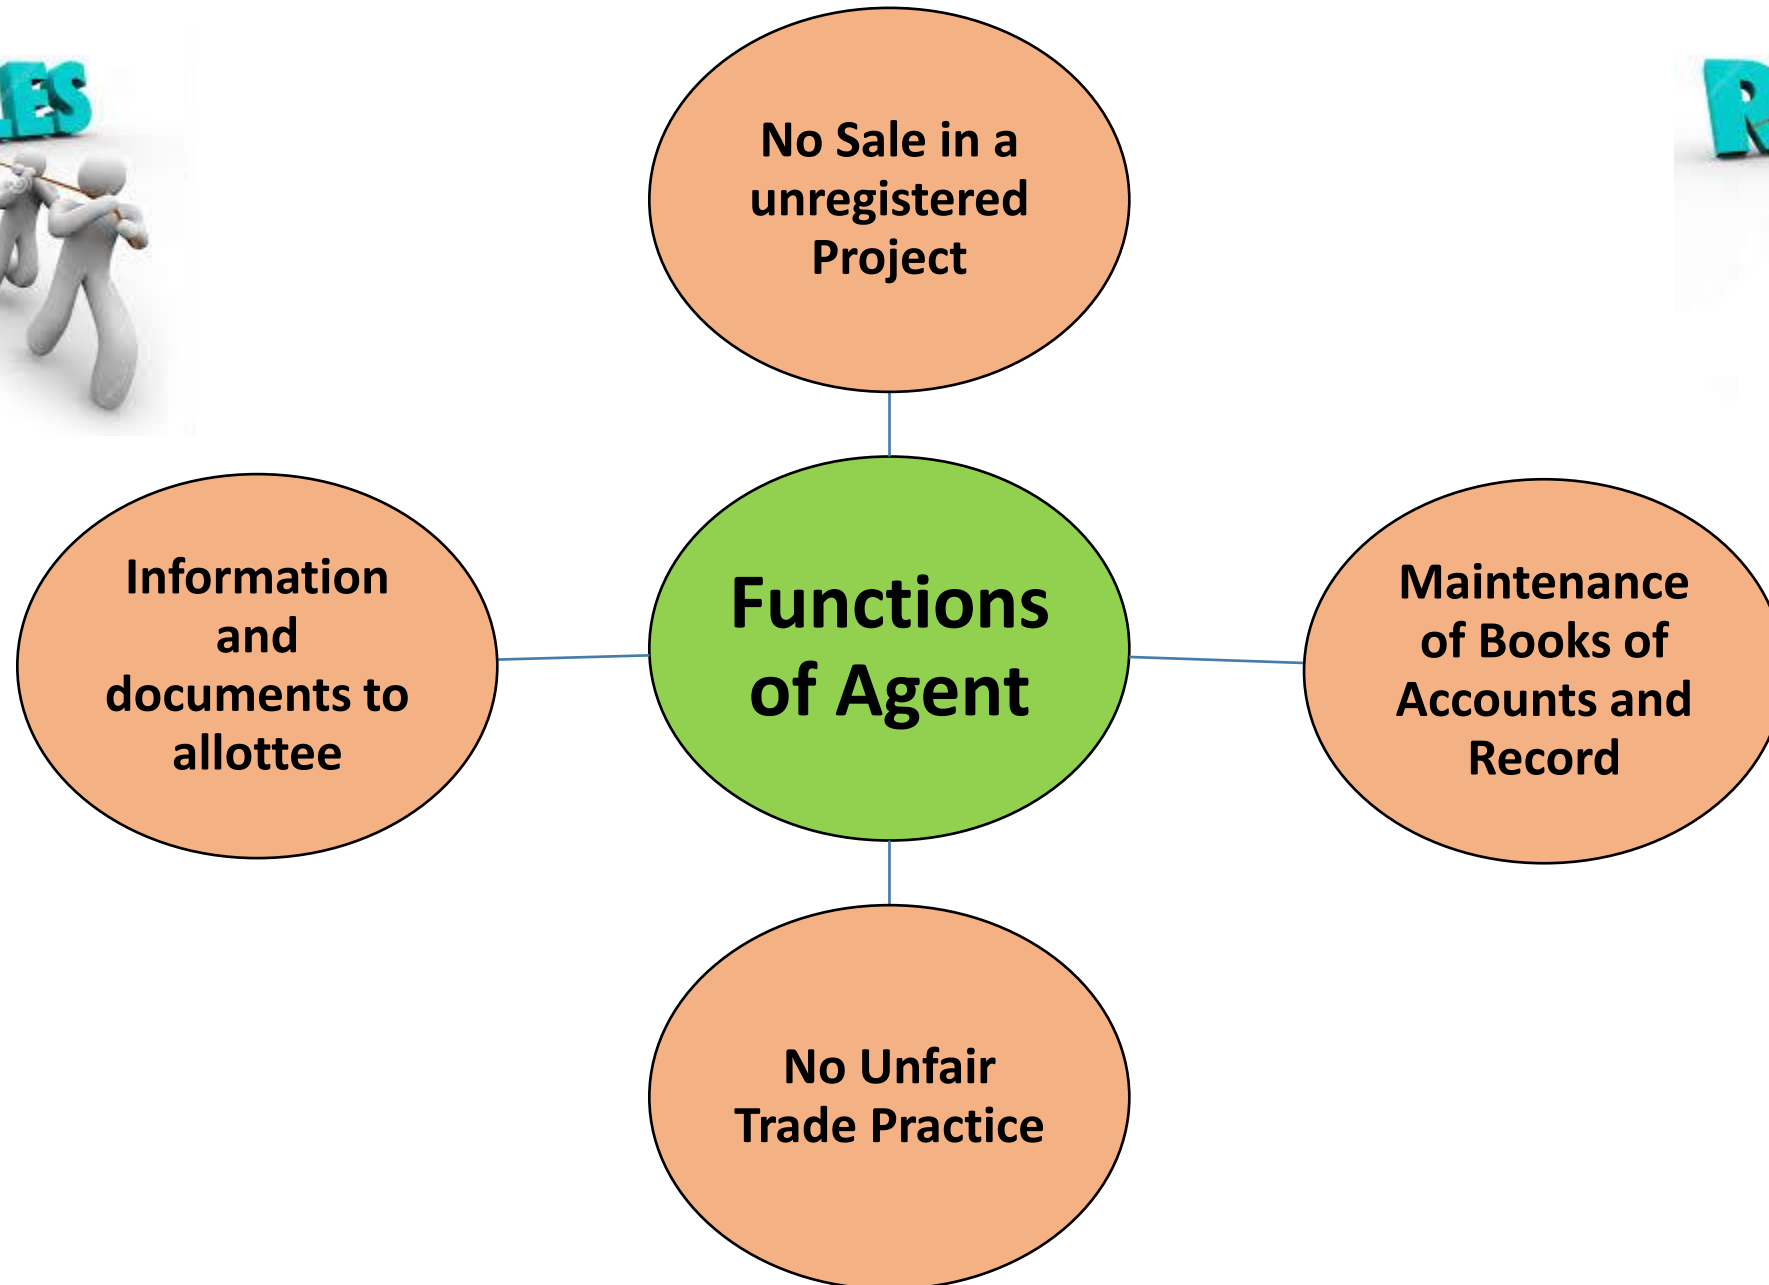 No Sale in a
unregistered
Project
Information
and
documents to
allottee
Functions
of Agent
Maintenance
of Books of
Accounts and
Record
No Unfair
Trade Practice